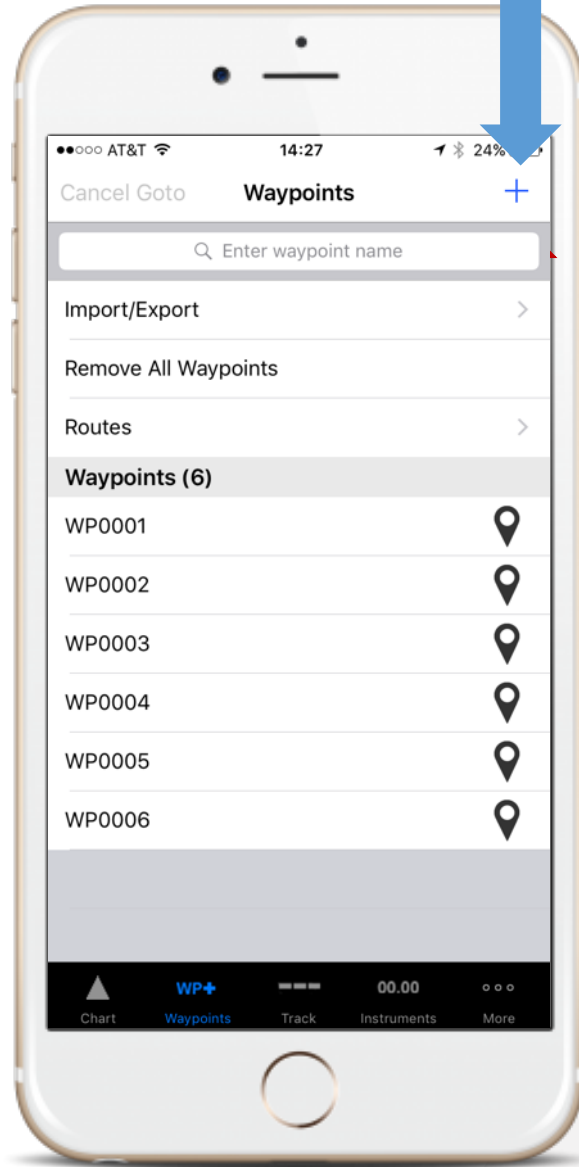 ●●○○○ AT&T 14:27 24%
Cancel Goto Waypoints +
Enter waypoint name
Import/Export
Remove All Waypoints
Routes
Waypoints (6)
WP0001
WP0002
WP0003
WP0004
WP0005
WP0006
WP+ 00.00
Chart Waypoints Track Instruments More